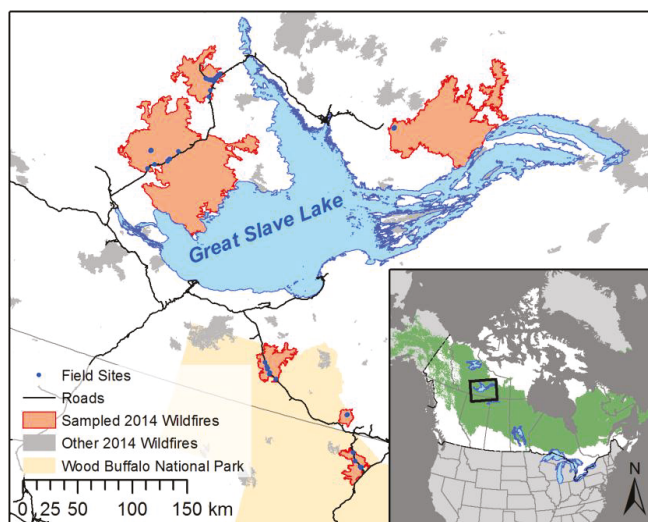 Great Slave Lake
Field Sites
Roads
Sampled 2014 Wildfires
Other 2014 Wildfires
Wood Buffalo National Park
0 25 50 100 150 km
N